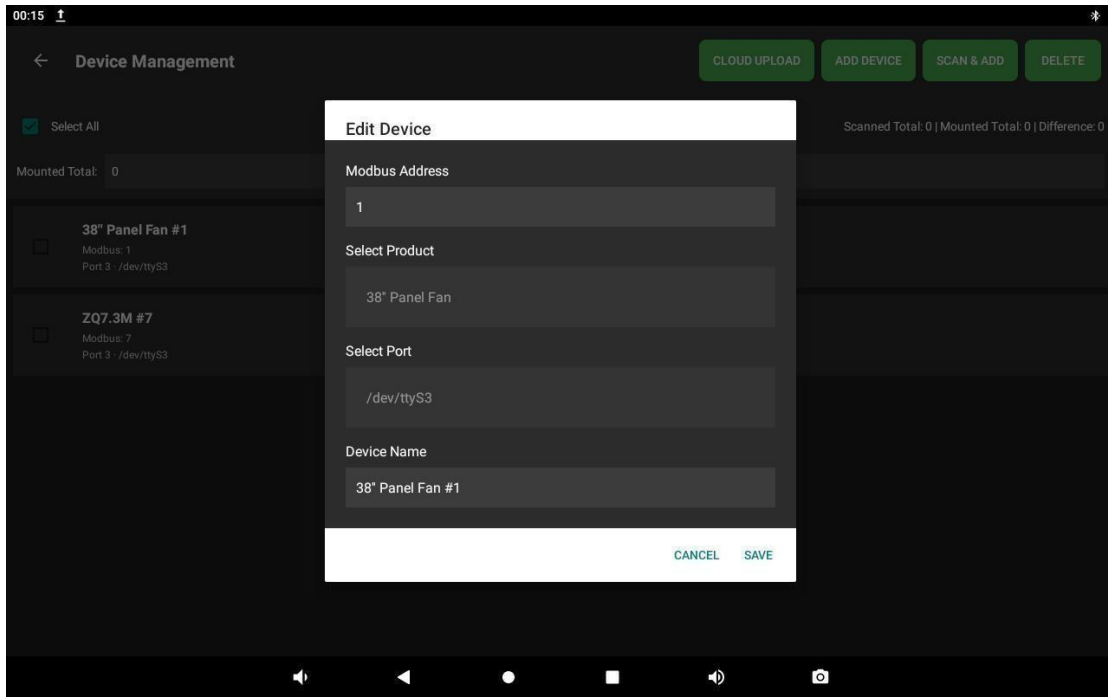 00:15
Device Management
CLOUD UPLOAD
ADD DEVICE
SCAN & ADD
DELETE
Select All
Scanned Total: 0 | Mounted Total: 0 | Difference: 0
Mounted Total: 0
38" Panel Fan #1
Modbus: 1
Port 3 · /dev/ttyS3
ZQ7.3M #7
Modbus: 7
Port 3 · /dev/ttyS3
Edit Device
Modbus Address
1
Select Product
38" Panel Fan
Select Port
/dev/ttyS3
Device Name
38" Panel Fan #1
CANCEL
SAVE